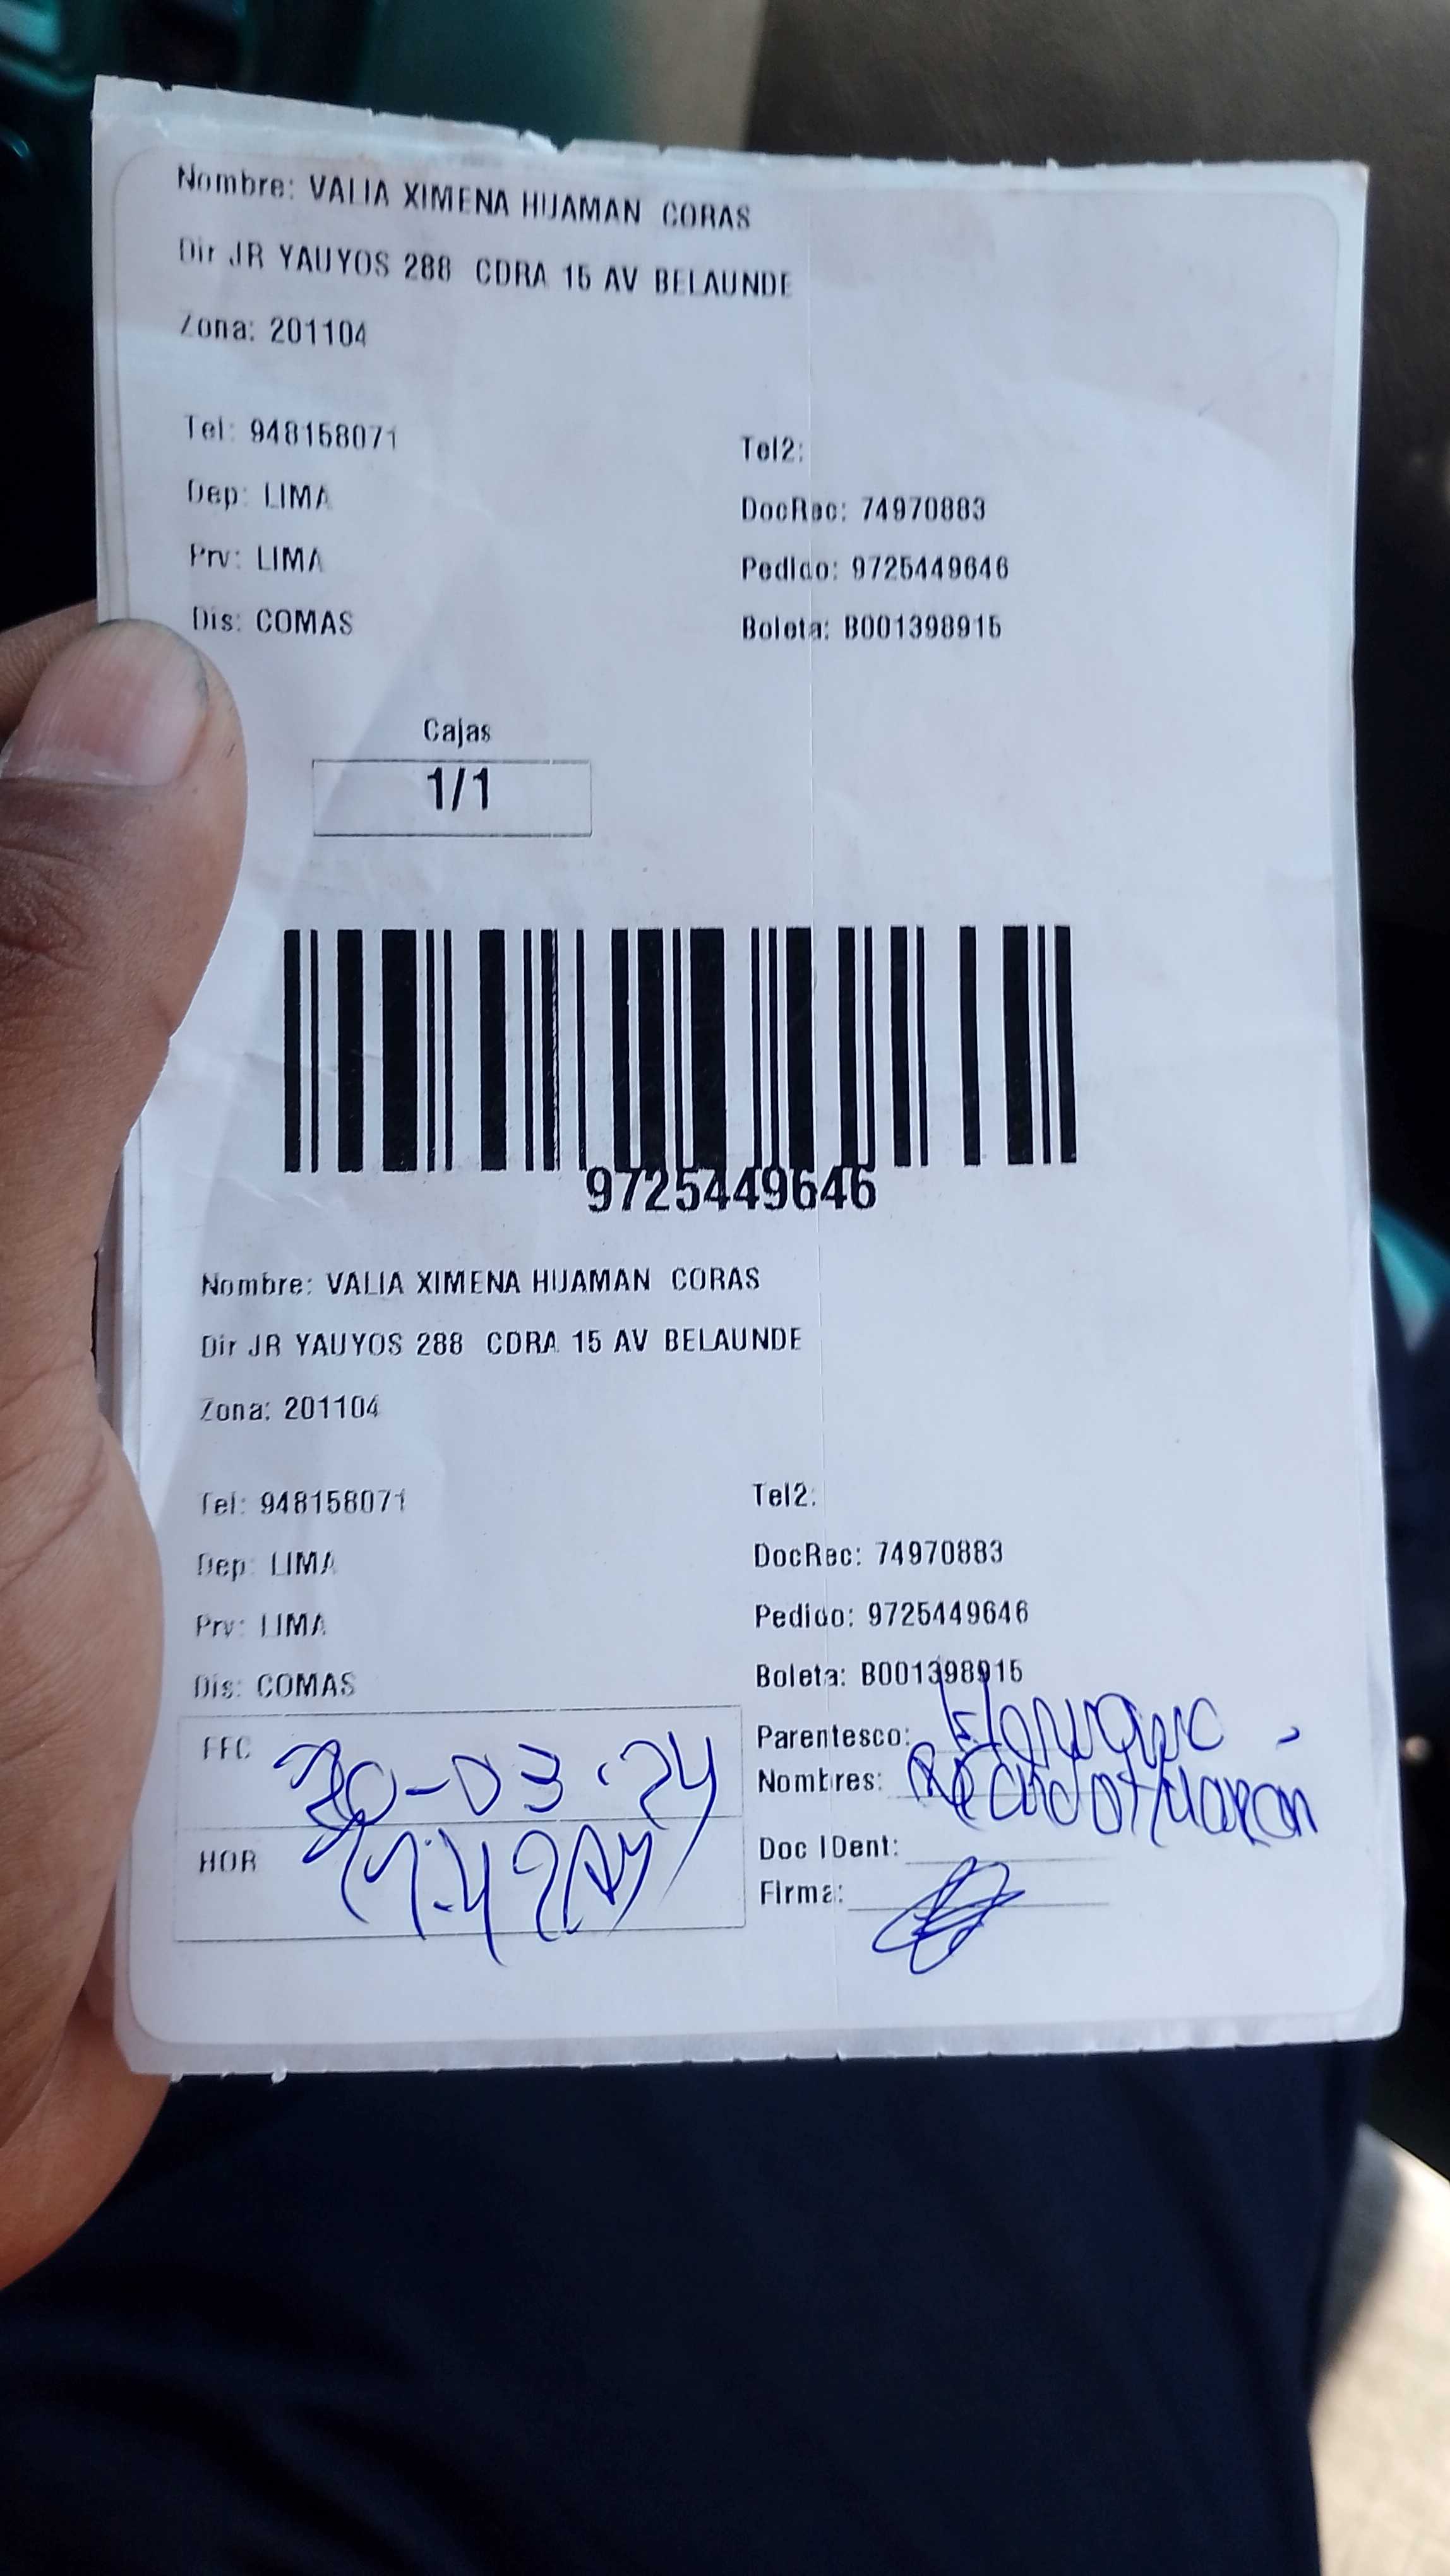 Nombre: VALIA XIMENA HUAMAN CORAS
Dir JR YAUYOS 288 CDRA 15 AV BELAUNDE
Zona: 201104
Tel: 948158071
Tel2:
Dep: LIMA
DocRec: 74970883
Prv: LIMA
Pedido: 9725449646
Dis: COMAS
Boleta: B001398915
Cajas
1/1
9725449646
Nombre: VALIA XIMENA HUAMAN CORAS
Dir JR YAUYOS 288 CDRA 15 AV BELAUNDE
Zona: 201104
Tel: 948158071
Tel2:
Dep: LIMA
DocRec: 74970883
Prv: LIMA
Pedido: 9725449646
Dis: COMAS
Boleta: B001398915
FEC 30-03-24
Parentesco:
Nombres:
HOR
Doc IDent:
Firma: